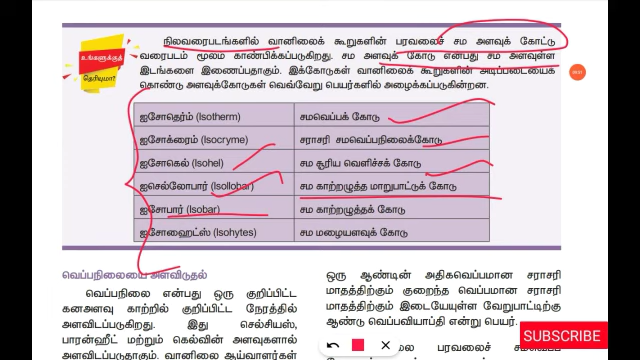 நிலவரைபடங்களில் வானிலைக் கூறுகளின் பரவலைச் சம அளவுக் கோட்டு
வரைபடம் மூலம் காண்பிக்கப்படுகிறது. சம அளவுக் கோடு என்பது சம அளவுள்ள
இடங்களை இணைப்பதாகும். இக்கோடுகள் வானிலைக் கூறுகளின் அடிப்படையைக்
கொண்டு அளவுக்கோடுகள் வெவ்வேறு பெயர்களில் அழைக்கப்படுகின்றன.
உங்களுக்குத்
தெரியுமா?
ஐசோதெர்ம் (Isotherm) சமவெப்பக் கோடு
ஐசோக்ரைம் (Isocryme) சராசரி சமவெப்பநிலைக்கோடு
ஐசோகெல் (Isohel) சம சூரிய வெளிச்சக் கோடு
ஐசெல்லோபார் (Isollobar) சம காற்றழுத்த மாறுபாட்டுக் கோடு
ஐசோபார் (Isobar) சம காற்றழுத்தக் கோடு
ஐசோஹைட்ஸ் (Isohytes) சம மழையளவுக் கோடு
வெப்பநிலையை அளவிடுதல்
வெப்பநிலை என்பது ஒரு குறிப்பிட்ட
கனஅளவு காற்றில் குறிப்பிட்ட நேரத்தில்
அளவிடப்படுகிறது. இது செல்சியஸ்,
பாரன்ஹீட் மற்றும் கெல்வின் அளவுகளால்
அளவிடப்படுகிறது. வானிலை ஆய்வாளர்கள்
ஒரு ஆண்டின் அதிகவெப்பமான சராசரி
மாதத்திற்கும் குறைந்த வெப்பமான சராசரி
மாதத்திற்கும் இடையேயுள்ள வேறுபாட்டிற்கு
ஆண்டு வெப்பவியாப்தி என்று பெயர்.
SUBSCRIBE